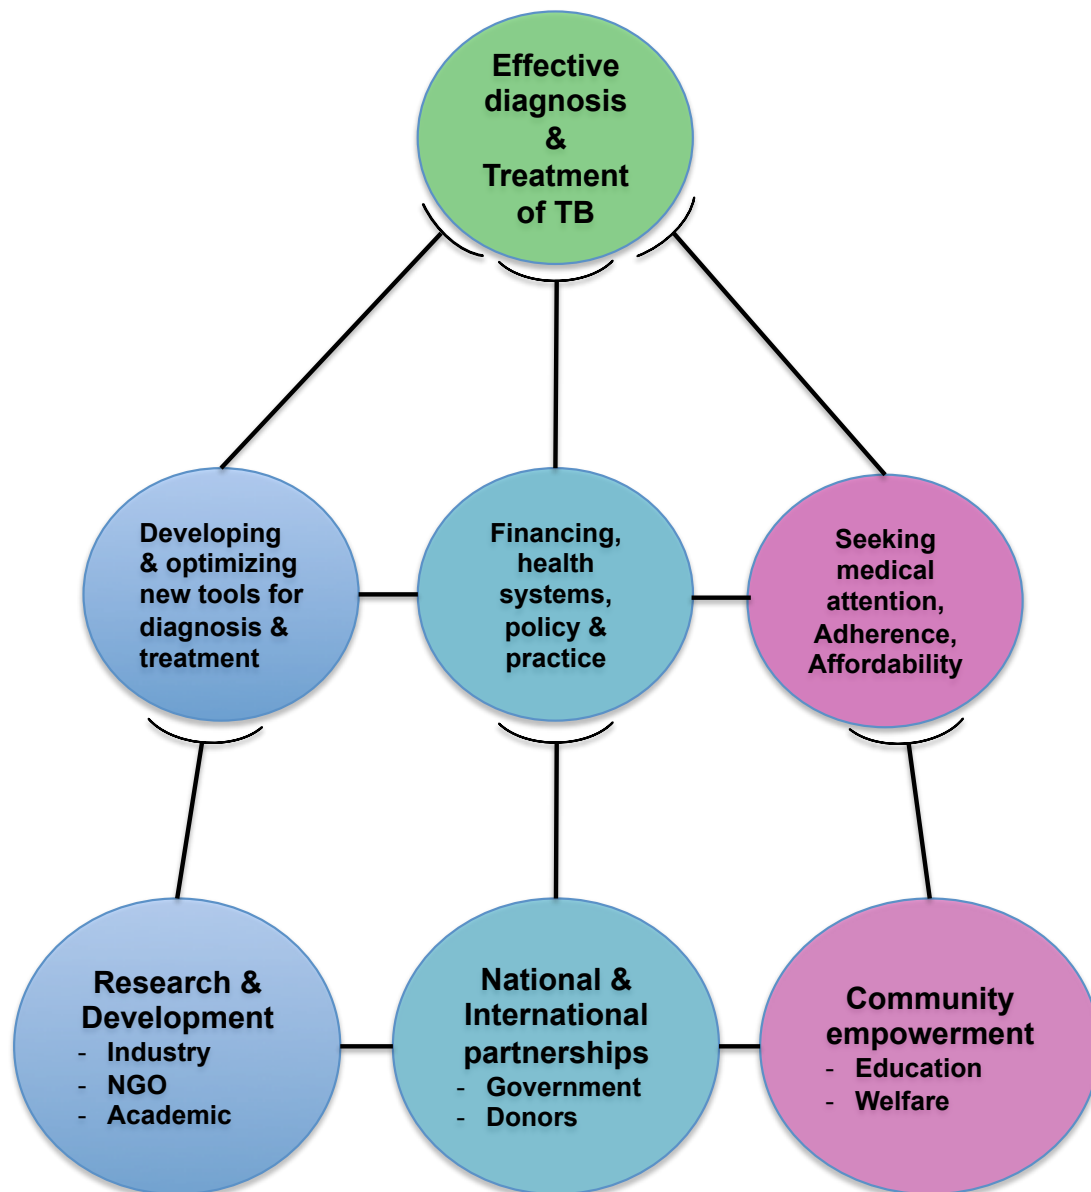 Effective
diagnosis
&
Treatment
of TB
Developing
& optimizing
new tools for
diagnosis &
treatment
Financing,
health
systems,
policy &
practice
Seeking
medical
attention,
Adherence,
Affordability
Research &
Development
- Industry
- NGO
- Academic
National &
International
partnerships
- Government
- Donors
Community
empowerment
- Education
- Welfare